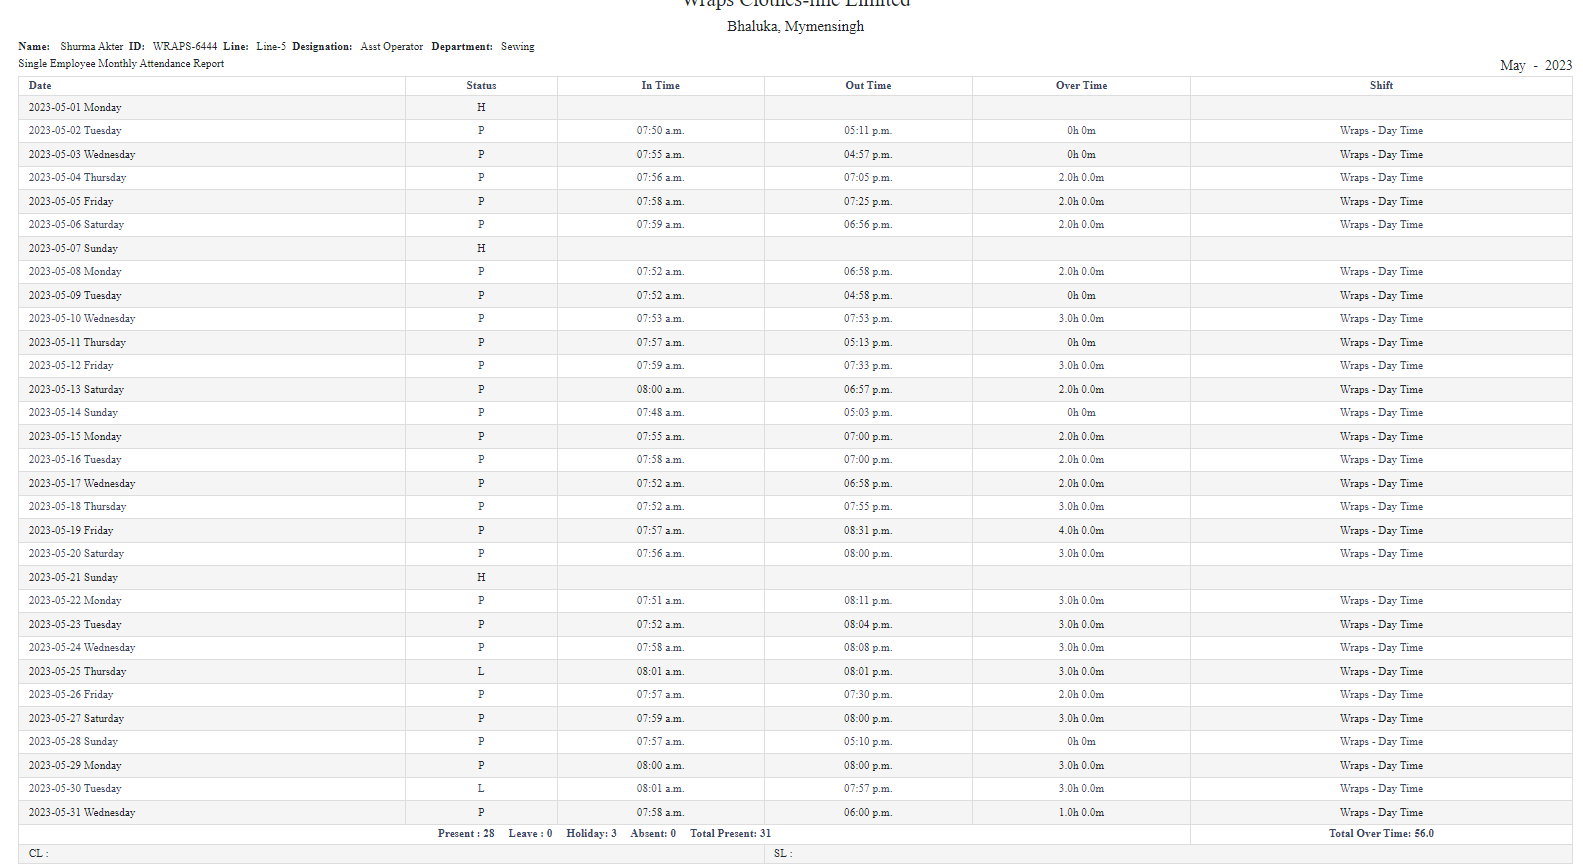 Wraps Clothes-line Limited
Bhaluka, Mymensingh
Name: Shurma Akter ID: WRAPS-6444 Line: Line-5 Designation: Asst Operator Department: Sewing
Single Employee Monthly Attendance Report
May - 2023
Date Status In Time Out Time Over Time Shift
2023-05-01 Monday H
2023-05-02 Tuesday P 07:50 a.m. 05:11 p.m. 0h 0m Wraps - Day Time
2023-05-03 Wednesday P 07:55 a.m. 04:57 p.m. 0h 0m Wraps - Day Time
2023-05-04 Thursday P 07:56 a.m. 07:05 p.m. 2.0h 0.0m Wraps - Day Time
2023-05-05 Friday P 07:58 a.m. 07:25 p.m. 2.0h 0.0m Wraps - Day Time
2023-05-06 Saturday P 07:59 a.m. 06:56 p.m. 2.0h 0.0m Wraps - Day Time
2023-05-07 Sunday H
2023-05-08 Monday P 07:52 a.m. 06:58 p.m. 2.0h 0.0m Wraps - Day Time
2023-05-09 Tuesday P 07:52 a.m. 04:58 p.m. 0h 0m Wraps - Day Time
2023-05-10 Wednesday P 07:53 a.m. 07:53 p.m. 3.0h 0.0m Wraps - Day Time
2023-05-11 Thursday P 07:57 a.m. 05:13 p.m. 0h 0m Wraps - Day Time
2023-05-12 Friday P 07:59 a.m. 07:33 p.m. 3.0h 0.0m Wraps - Day Time
2023-05-13 Saturday P 08:00 a.m. 06:57 p.m. 2.0h 0.0m Wraps - Day Time
2023-05-14 Sunday P 07:48 a.m. 05:03 p.m. 0h 0m Wraps - Day Time
2023-05-15 Monday P 07:55 a.m. 07:00 p.m. 2.0h 0.0m Wraps - Day Time
2023-05-16 Tuesday P 07:58 a.m. 07:00 p.m. 2.0h 0.0m Wraps - Day Time
2023-05-17 Wednesday P 07:52 a.m. 06:58 p.m. 2.0h 0.0m Wraps - Day Time
2023-05-18 Thursday P 07:52 a.m. 07:55 p.m. 3.0h 0.0m Wraps - Day Time
2023-05-19 Friday P 07:57 a.m. 08:31 p.m. 4.0h 0.0m Wraps - Day Time
2023-05-20 Saturday P 07:56 a.m. 08:00 p.m. 3.0h 0.0m Wraps - Day Time
2023-05-21 Sunday H
2023-05-22 Monday P 07:51 a.m. 08:11 p.m. 3.0h 0.0m Wraps - Day Time
2023-05-23 Tuesday P 07:52 a.m. 08:04 p.m. 3.0h 0.0m Wraps - Day Time
2023-05-24 Wednesday P 07:58 a.m. 08:08 p.m. 3.0h 0.0m Wraps - Day Time
2023-05-25 Thursday L 08:01 a.m. 08:01 p.m. 3.0h 0.0m Wraps - Day Time
2023-05-26 Friday P 07:57 a.m. 07:30 p.m. 2.0h 0.0m Wraps - Day Time
2023-05-27 Saturday P 07:59 a.m. 08:00 p.m. 3.0h 0.0m Wraps - Day Time
2023-05-28 Sunday P 07:57 a.m. 05:10 p.m. 0h 0m Wraps - Day Time
2023-05-29 Monday P 08:00 a.m. 08:00 p.m. 3.0h 0.0m Wraps - Day Time
2023-05-30 Tuesday L 08:01 a.m. 07:57 p.m. 3.0h 0.0m Wraps - Day Time
2023-05-31 Wednesday P 07:58 a.m. 06:00 p.m. 1.0h 0.0m Wraps - Day Time
Present : 28 Leave : 0 Holiday: 3 Absent: 0 Total Present: 31 Total Over Time: 56.0
CL : SL :